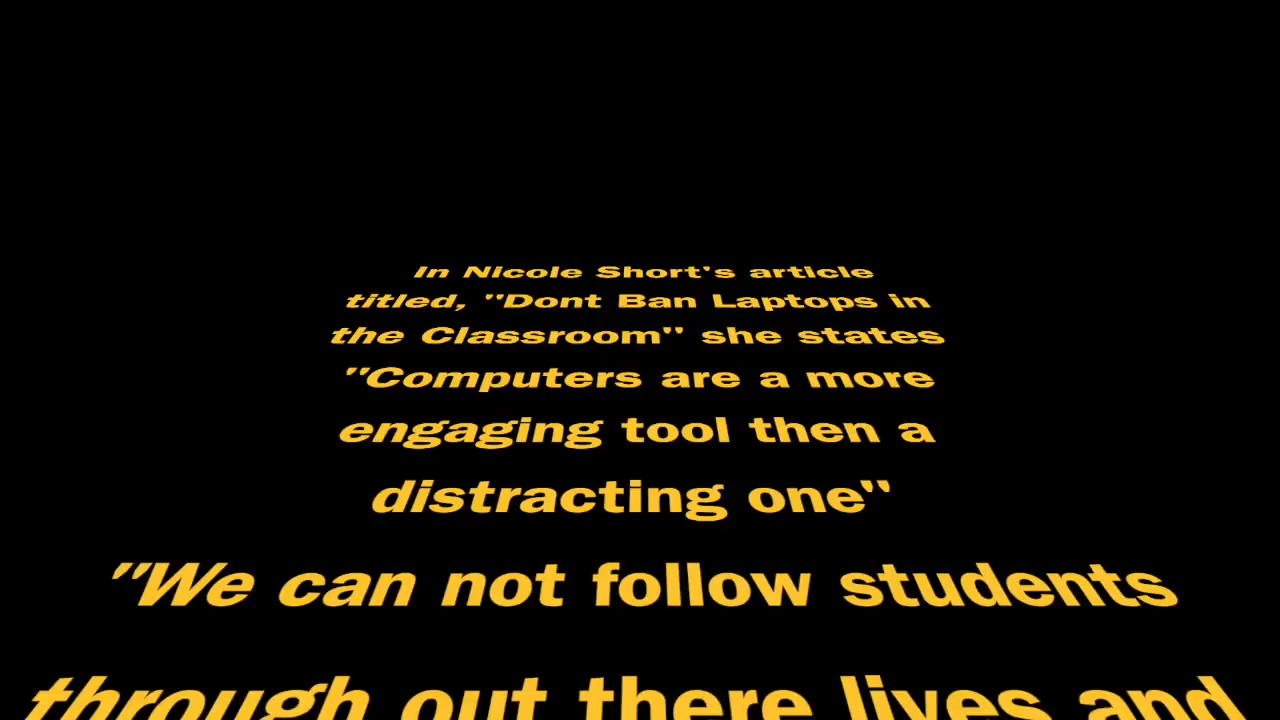 In Nicole Short's article
titled, "Dont Ban Laptops in
the Classroom" she states
"Computers are a more
engaging tool then a
distracting one"
"We can not follow students
through out there lives and